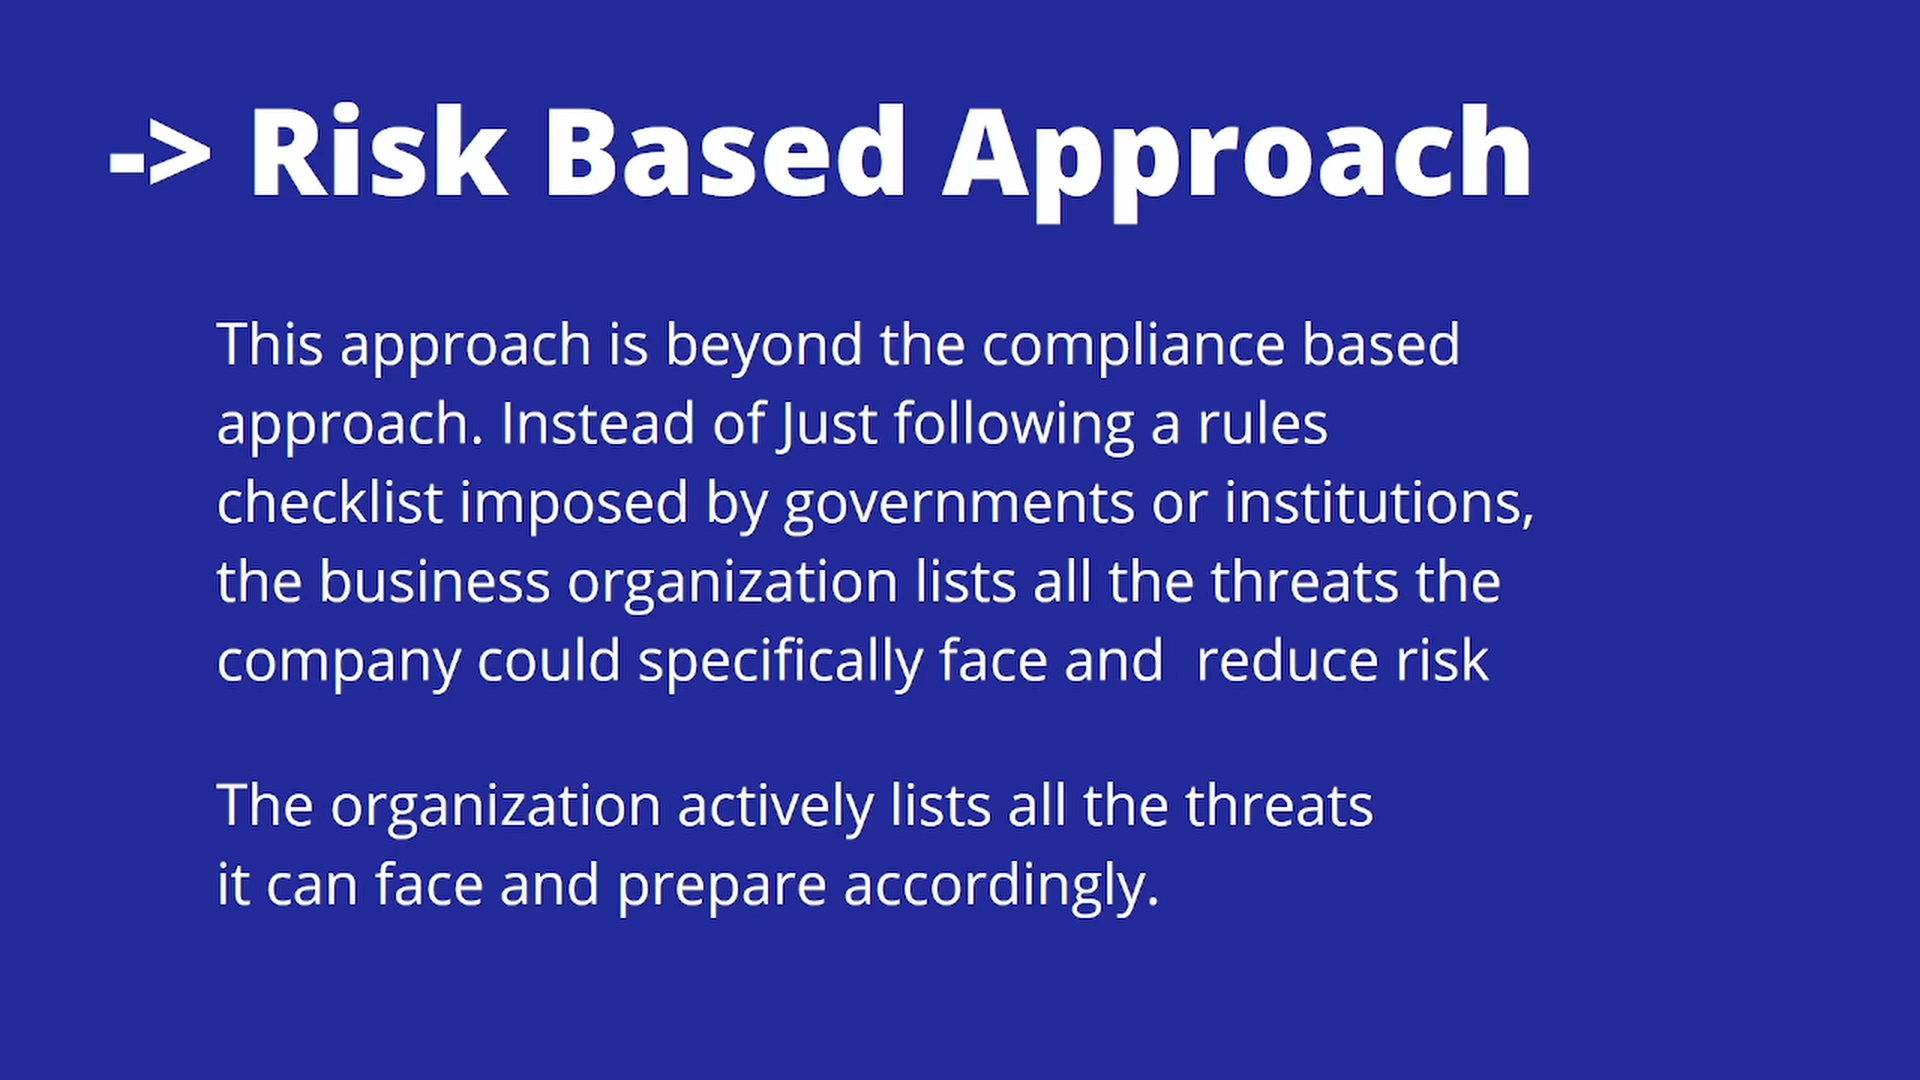 -> Risk Based Approach
This approach is beyond the compliance based
approach. Instead of Just following a rules
checklist imposed by governments or institutions,
the business organization lists all the threats the
company could specifically face and  reduce risk
The organization actively lists all the threats
it can face and prepare accordingly.